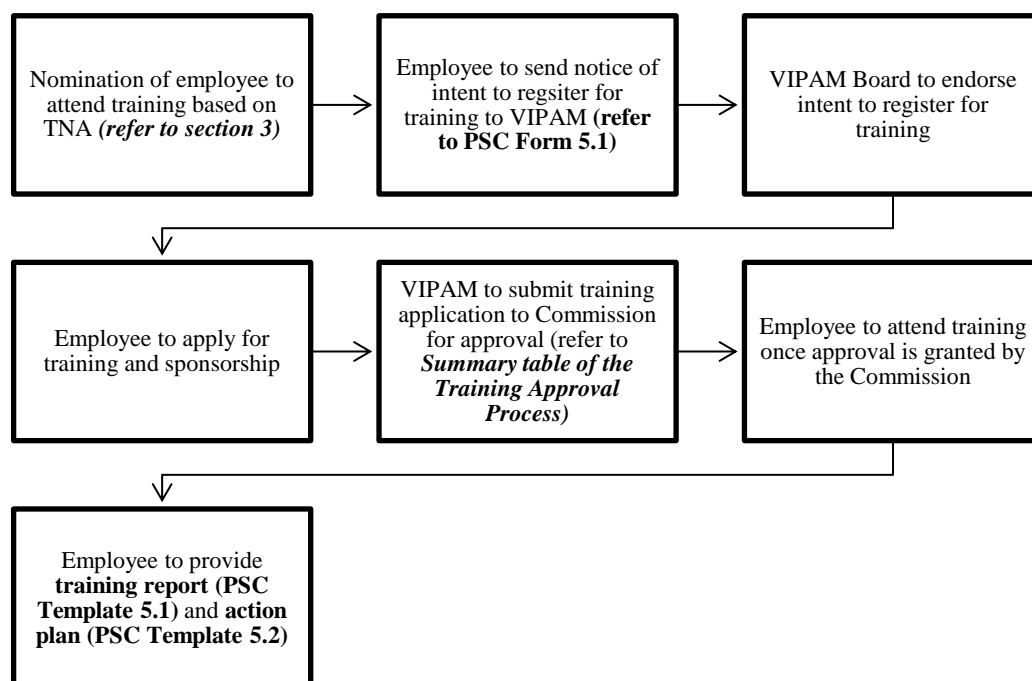 Nomination of employee to
attend training based on
TNA (refer to section 3)
Employee to send notice of
intent to regsiter for
training to VIPAM (refer
to PSC Form 5.1)
VIPAM Board to endorse
intent to register for
training
Employee to apply for
training and sponsorship
VIPAM to submit training
application to Commission
for approval (refer to
Summary table of the
Training Approval
Process)
Employee to attend training
once approval is granted by
the Commission
Employee to provide
training report (PSC
Template 5.1) and action
plan (PSC Template 5.2)